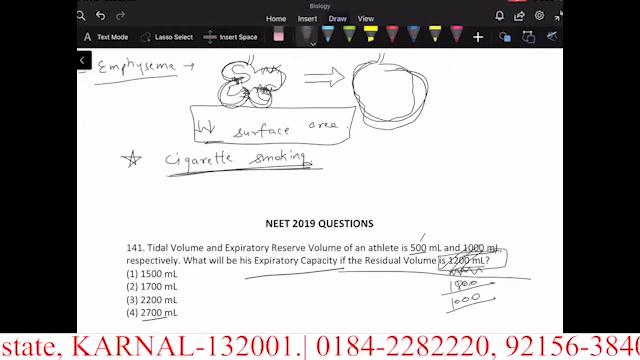 Biology
Home Insert Draw View
Text Mode Lasso Select Insert Space
- Emphysema →
↓↓ surface area.
☆ Cigarette smoking.
NEET 2019 QUESTIONS
141. Tidal Volume and Expiratory Reserve Volume of an athlete is 500 mL and 1000 mL
respectively. What will be his Expiratory Capacity if the Residual Volume is 1200 mL?
(1) 1500 mL
(2) 1700 mL
(3) 2200 mL
(4) 2700 mL
1000
state, KARNAL-132001. | 0184-2282220, 92156-3840